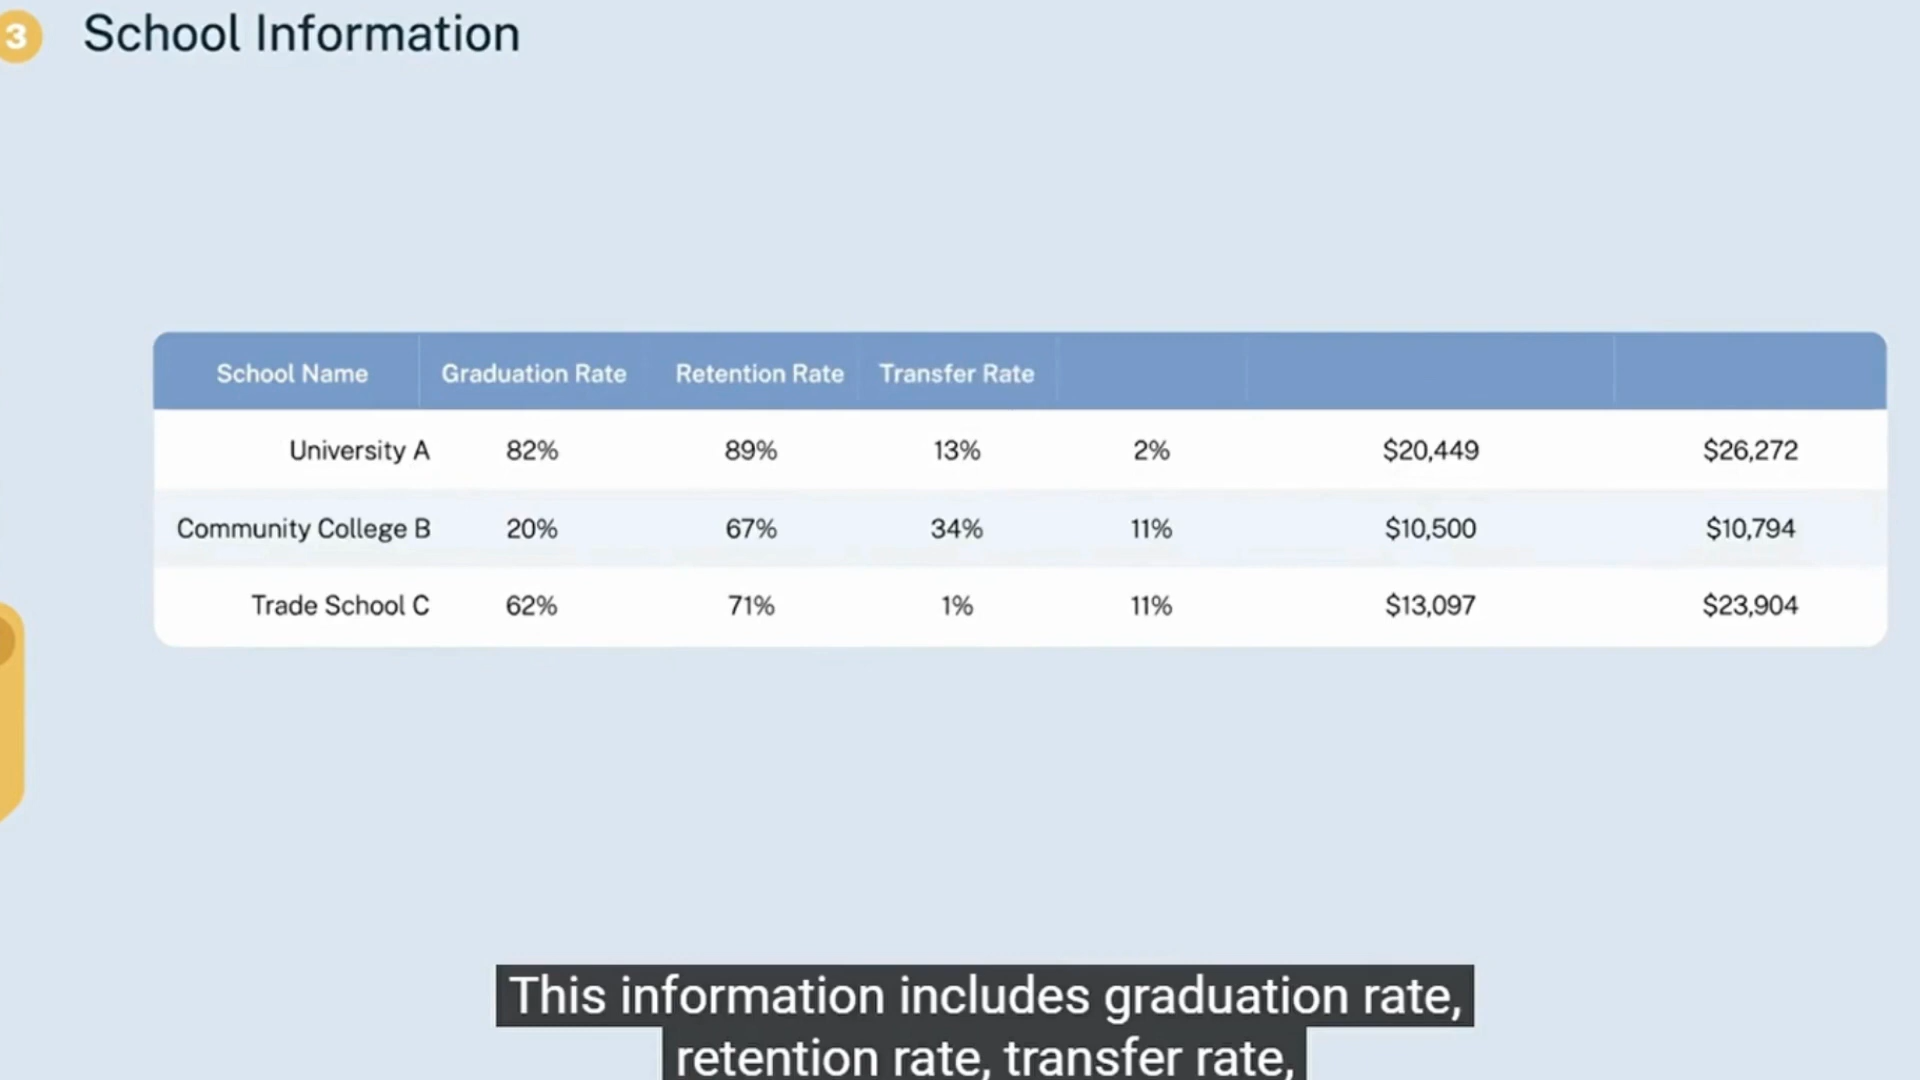 3 School Information
School Name Graduation Rate Retention Rate Transfer Rate
University A 82% 89% 13% 2% $20,449 $26,272
Community College B 20% 67% 34% 11% $10,500 $10,794
Trade School C 62% 71% 1% 11% $13,097 $23,904
This information includes graduation rate,
retention rate, transfer rate,